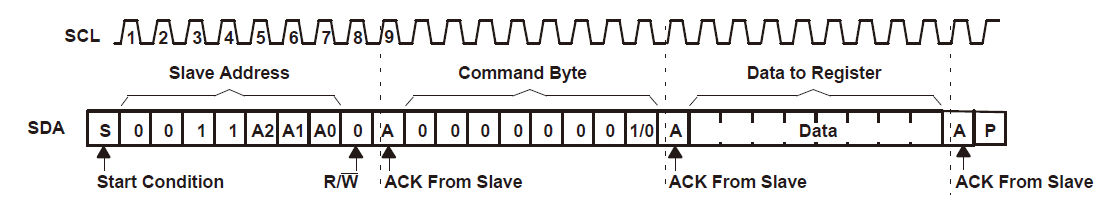 SCL 1 2 3 4 5 6 7 8 9
Slave Address Command Byte Data to Register
SDA S 0 0 1 1 A2 A1 A0 0 A 0 0 0 0 0 0 0 1/0 A Data A P
Start Condition R/W̅ ACK From Slave ACK From Slave ACK From Slave